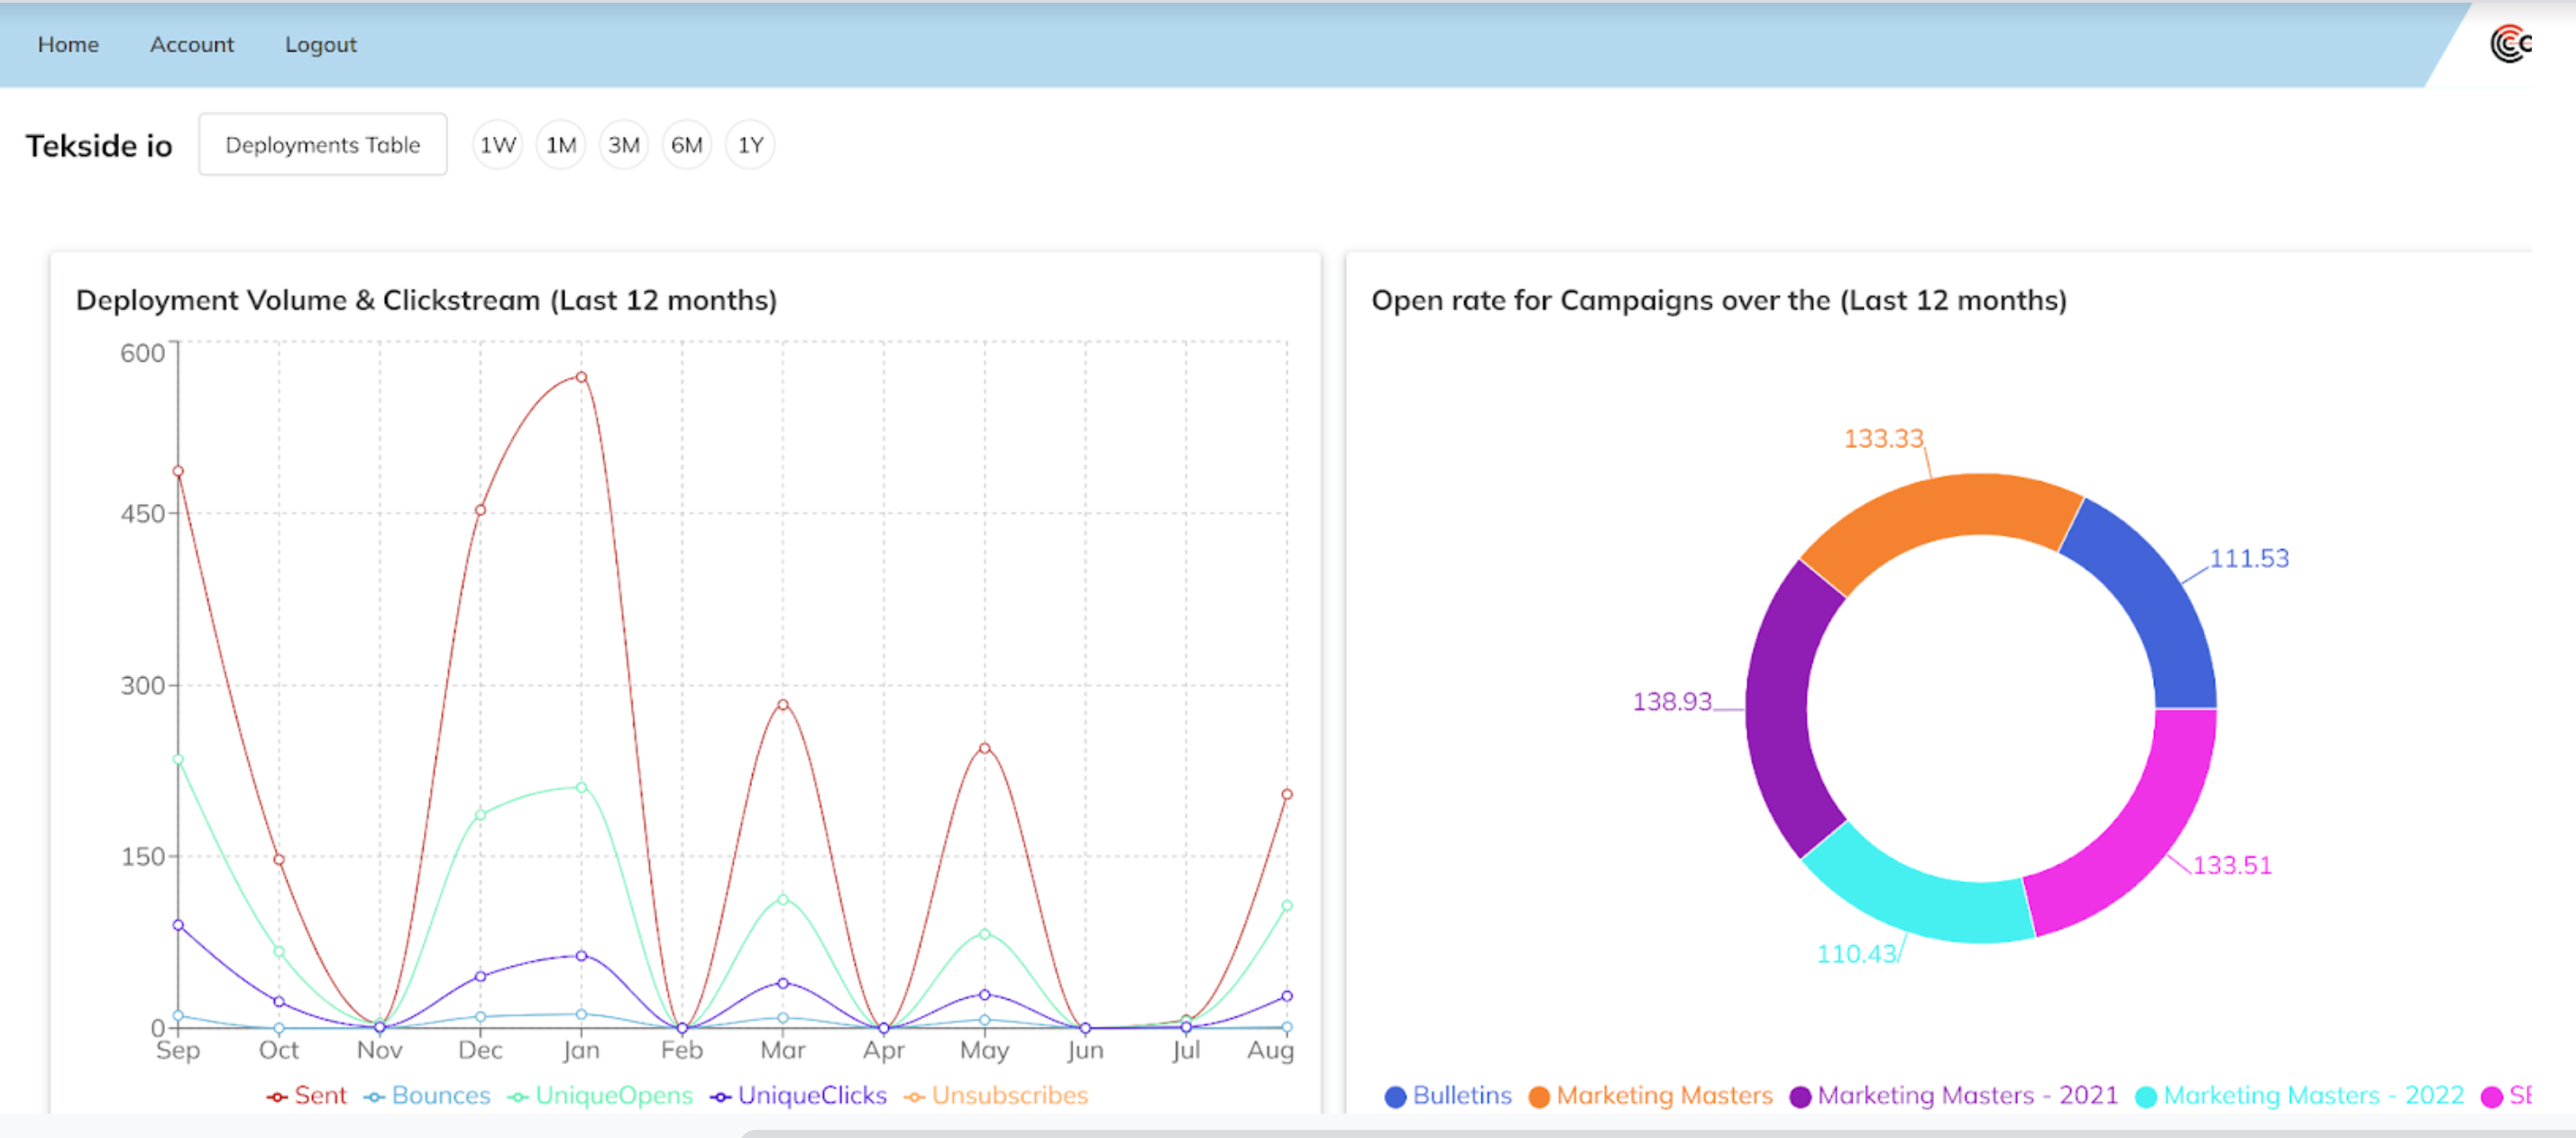 Home Account Logout
Tekside io Deployments Table 1W 1M 3M 6M 1Y
Deployment Volume & Clickstream (Last 12 months)
600
450
300
150
0
Sep Oct Nov Dec Jan Feb Mar Apr May Jun Jul Aug
Sent Bounces UniqueOpens UniqueClicks Unsubscribes
Open rate for Campaigns over the (Last 12 months)
133.33
111.53
138.93
133.51
110.43
Bulletins Marketing Masters Marketing Masters - 2021 Marketing Masters - 2022